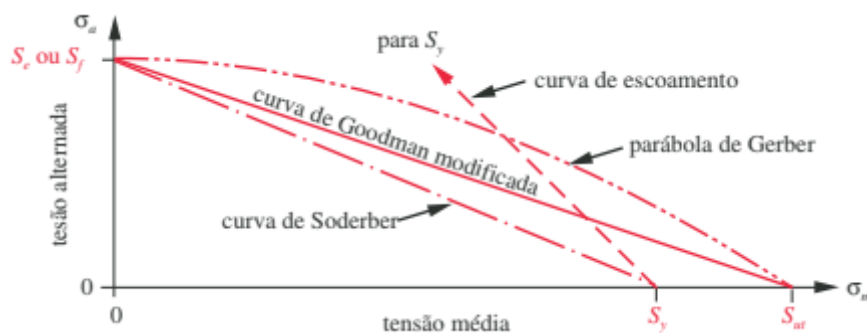 σa
Se ou Sf
para Sy
curva de escoamento
curva de Goodman modificada
parábola de Gerber
tesão alternada
curva de Soderber
0
0
tensão média
Sy
Sut
σm